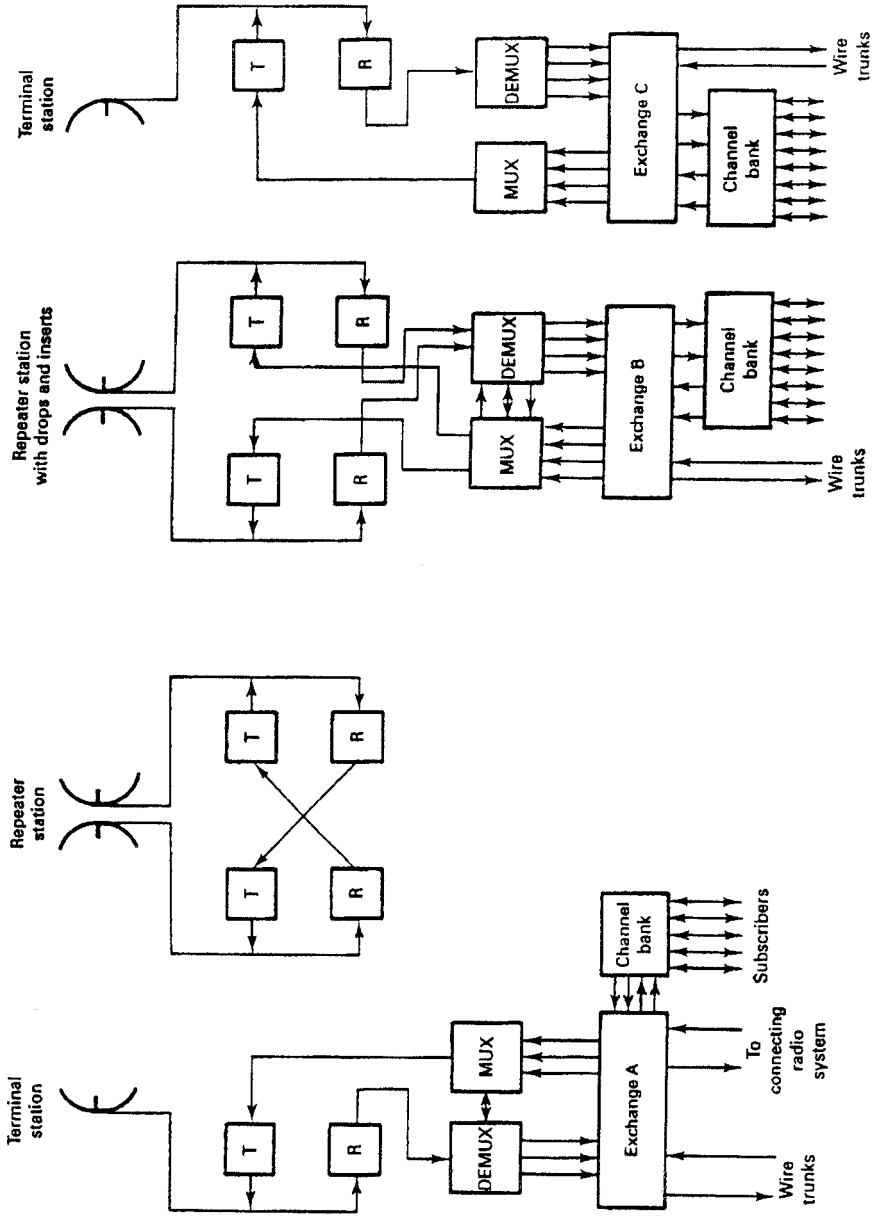 Terminal
station
Repeater
station
Repeater station
with drops and inserts
Terminal
station
T
R
T
R
T
R
T
R
T
R
T
R
DEMUX
MUX
MUX
DEMUX
MUX
DEMUX
Exchange A
Channel
bank
Exchange B
Channel
bank
Exchange C
Channel
bank
Wire
trunks
To
connecting
radio
system
Subscribers
Wire
trunks
Wire
trunks